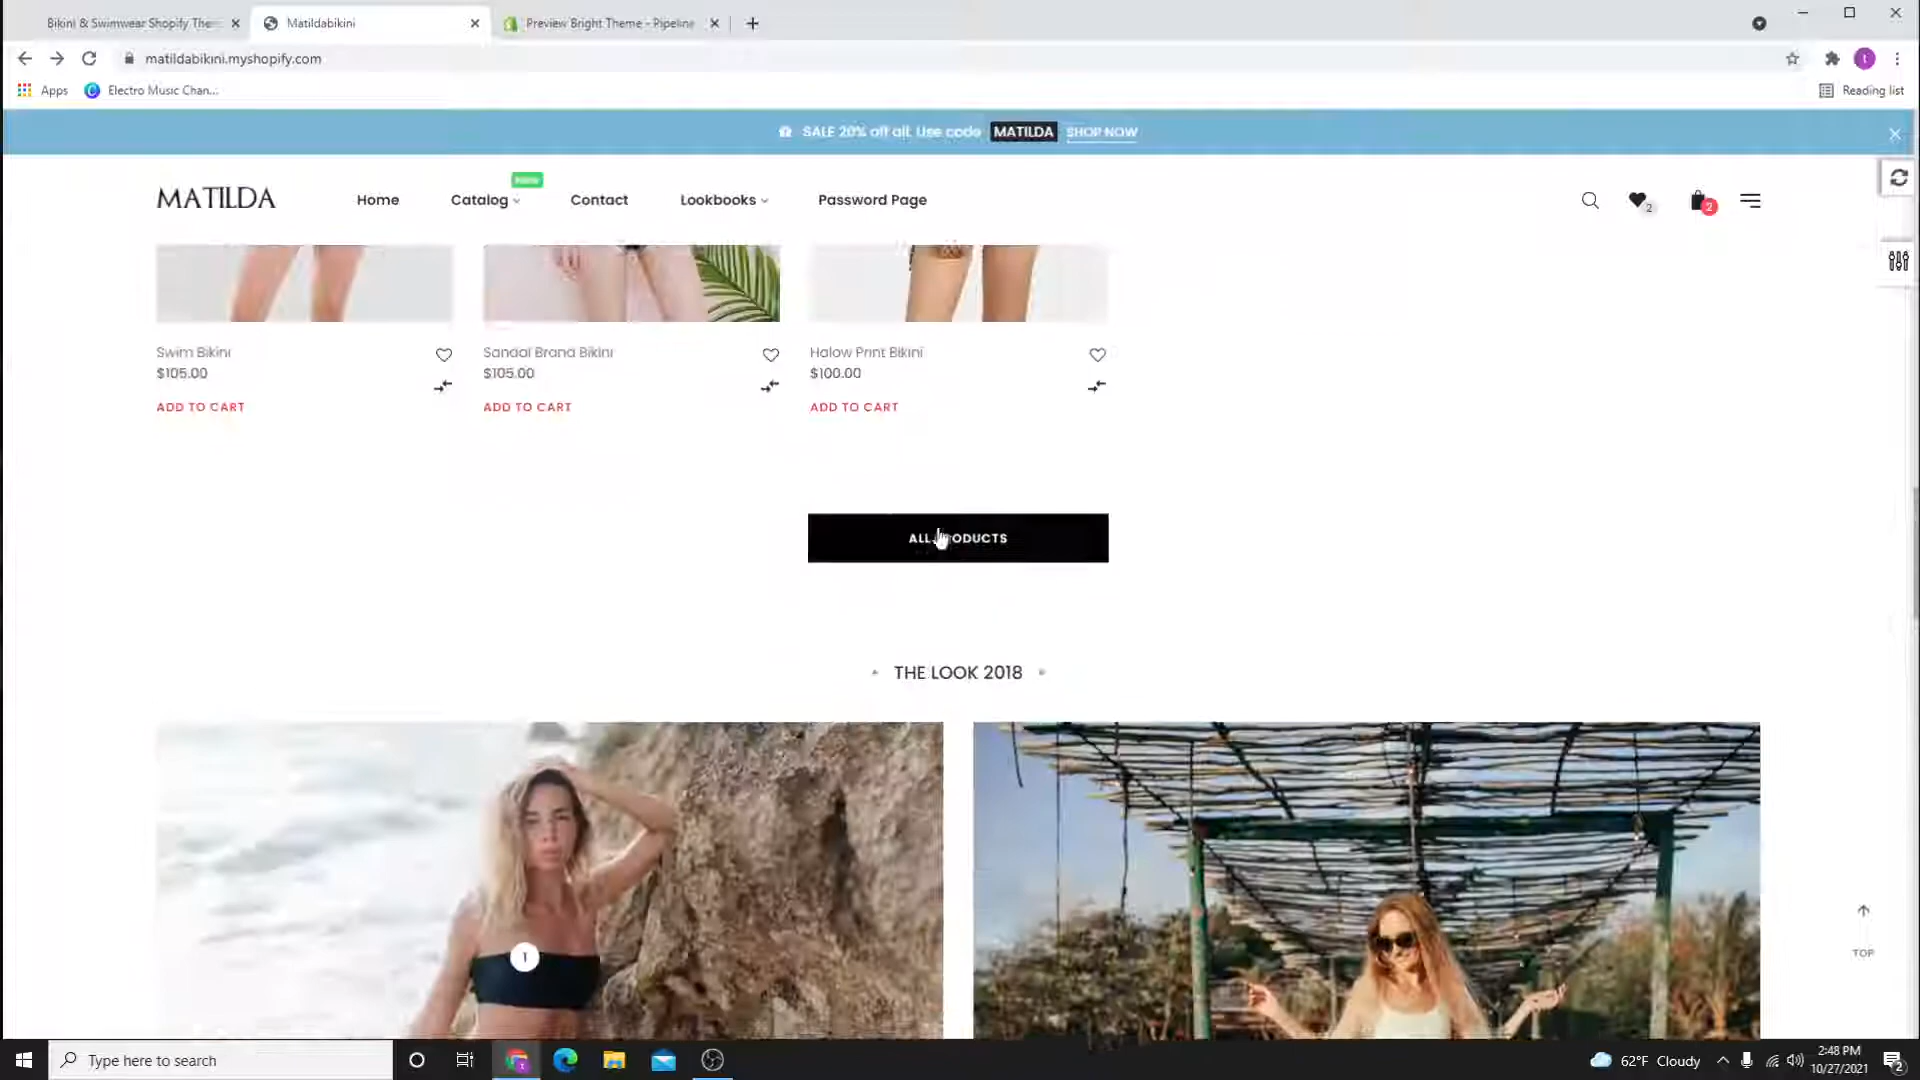 Bikini & Swimwear Shopify The
Matildabikini
Preview Bright Theme - Pipeline
matildabikini.myshopify.com
Apps
Electro Music Chan...
Reading list
SALE 20% off all. Use code MATILDA SHOP NOW
MATILDA
Home
Catalog
Contact
Lookbooks
Password Page
2
2
Swim Bikini
$105.00
ADD TO CART
Sandal Brand Bikini
$105.00
ADD TO CART
Halow Print Bikini
$100.00
ADD TO CART
THE LOOK 2018
1
TOP
Type here to search
62°F Cloudy
2:48 PM
10/27/2021
2
t